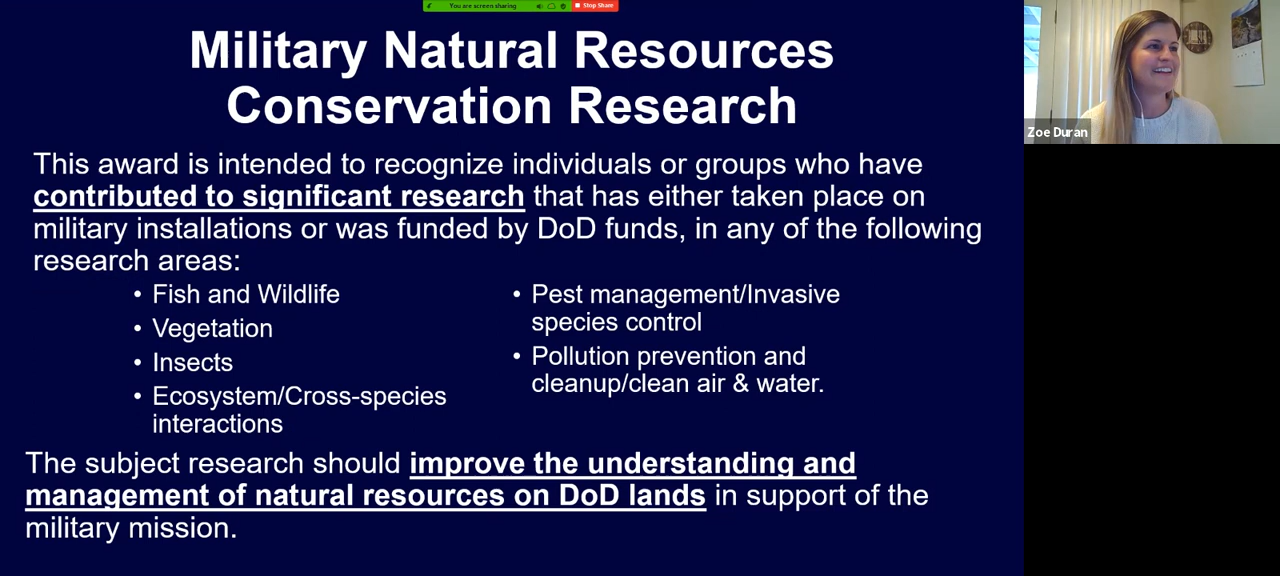 You are screen sharing
Stop Share
Military Natural Resources
Conservation Research
Zoe Duran
This award is intended to recognize individuals or groups who have
contributed to significant research that has either taken place on
military installations or was funded by DoD funds, in any of the following
research areas:
• Fish and Wildlife
• Vegetation
• Insects
• Ecosystem/Cross-species
interactions
• Pest management/Invasive
species control
• Pollution prevention and
cleanup/clean air & water.
The subject research should improve the understanding and
management of natural resources on DoD lands in support of the
military mission.